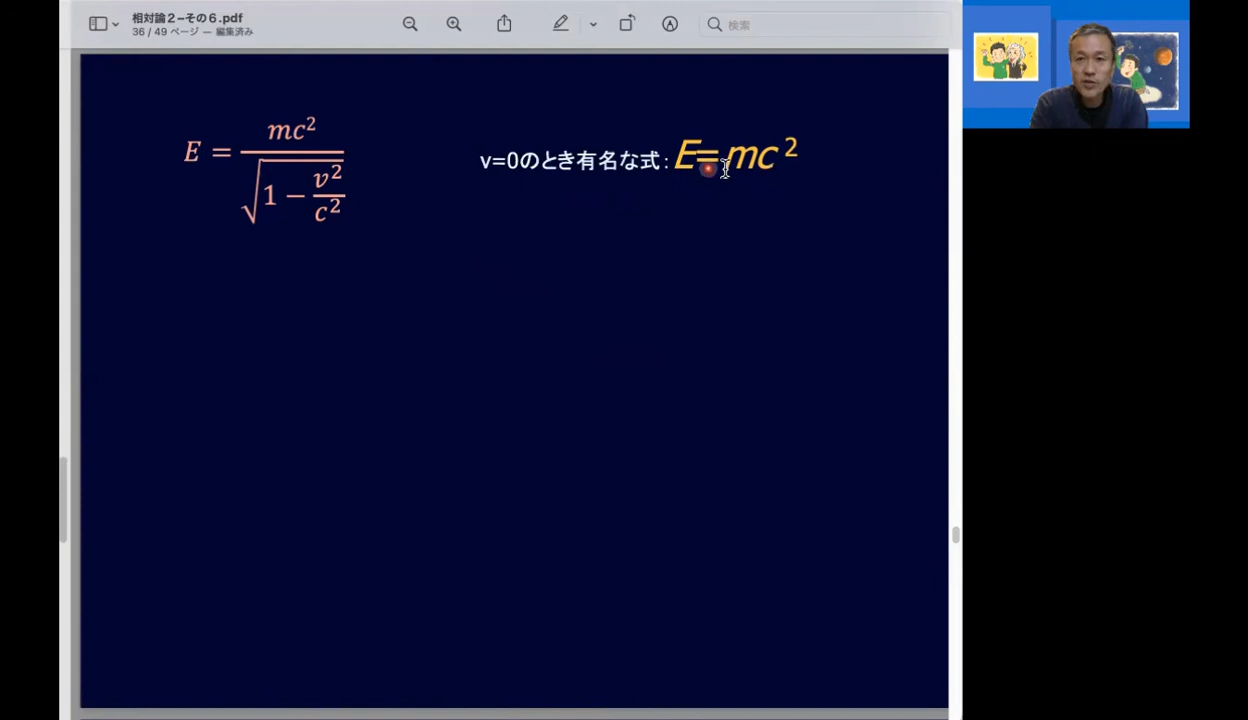 相対論2-その6.pdf
36 / 49 ページ — 編集済み
検索
E = mc² / √(1 − v²/c²)
v=0のとき有名な式: E=mc²